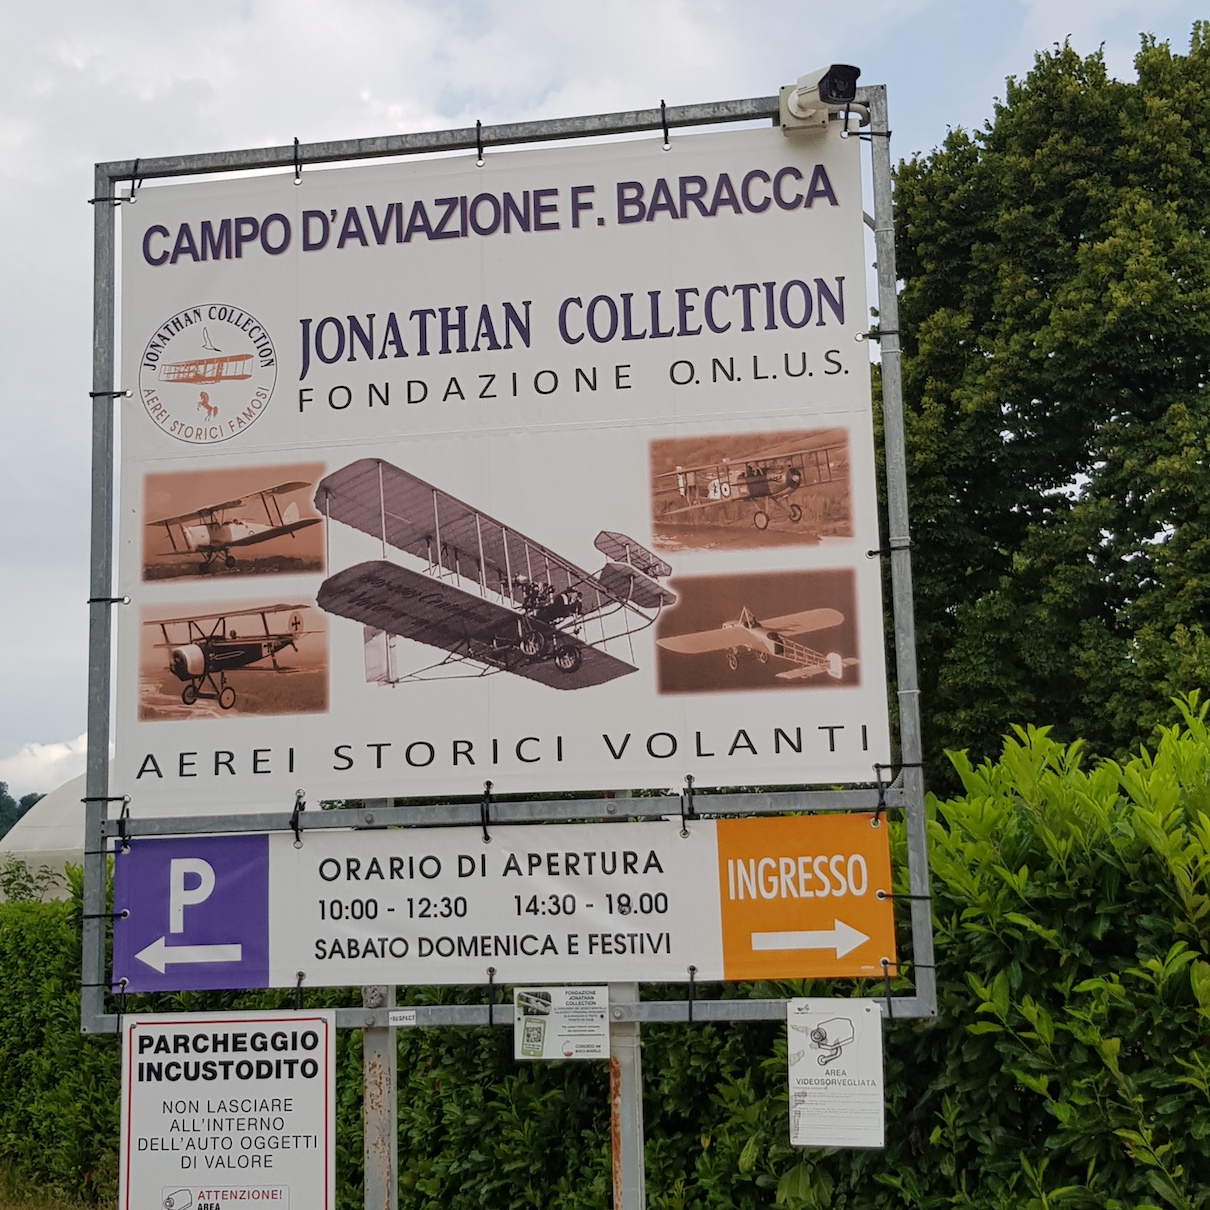 CAMPO D'AVIAZIONE F. BARACCA
JONATHAN COLLECTION
AEREI STORICI FAMOSI
JONATHAN COLLECTION
FONDAZIONE O.N.L.U.S.
AEREI STORICI VOLANTI
P
ORARIO DI APERTURA
10:00 - 12:30 14:30 - 18.00
SABATO DOMENICA E FESTIVI
INGRESSO
PARCHEGGIO
INCUSTODITO
NON LASCIARE
ALL'INTERNO
DELL'AUTO OGGETTI
DI VALORE
ATTENZIONE!
AREA
RESPECT
FONDAZIONE
JONATHAN
COLLECTION
AREA
VIDEOSORVEGLIATA